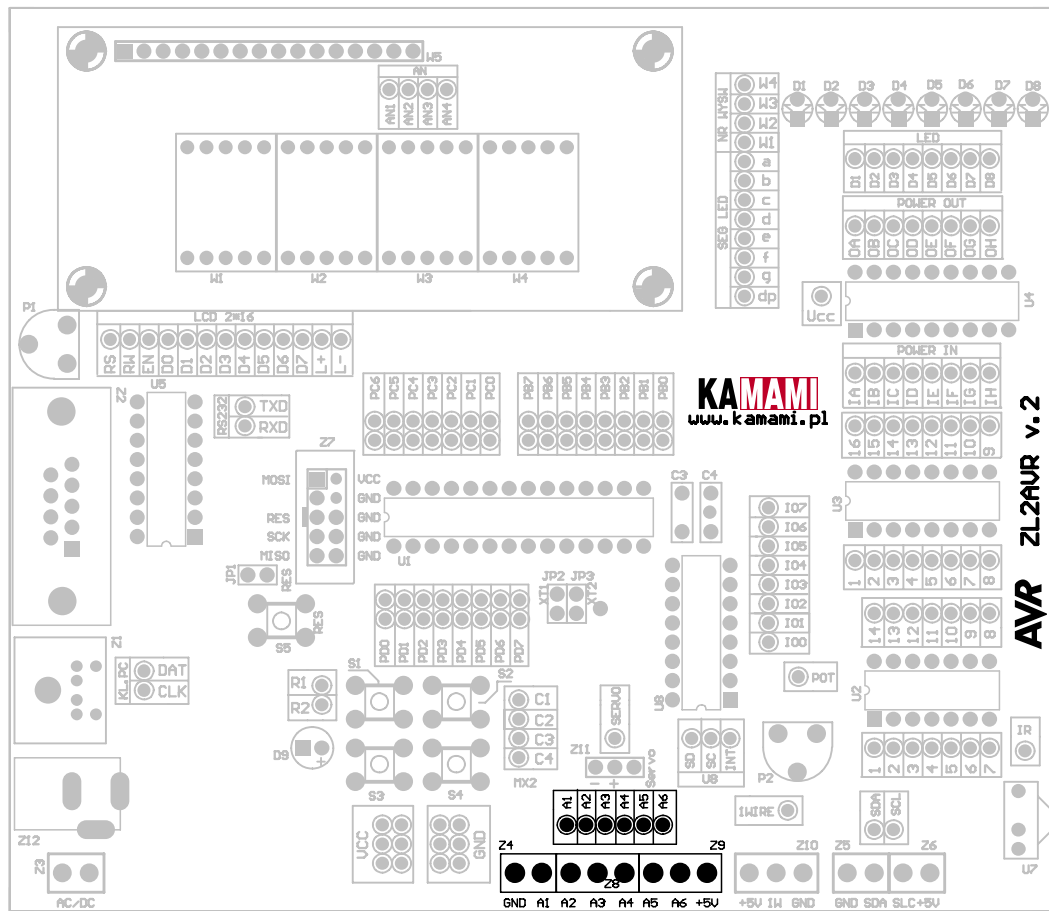 W5
AN
AN1 AN2 AN3 AN4
W1 W2 W3 W4
NR WYSW
W4
W3
W2
W1
SEG LED
a
b
c
d
e
f
g
dp
D1 D2 D3 D4 D5 D6 D7 D8
LED
D1 D2 D3 D4 D5 D6 D7 D8
POWER OUT
OA OB OC OD OE OF OG OH
Ucc
U4
P1
LCD 2*16
RS RW EN D0 D1 D2 D3 D4 D5 D6 D7 L+ L-
U5
Z2
RS232
TXD
RXD
PC6 PC5 PC4 PC3 PC2 PC1 PC0
PB7 PB6 PB5 PB4 PB3 PB2 PB1 PB0
KAMAMI
www.kamami.pl
POWER IN
IA IB IC ID IE IF IG IH
16 15 14 13 12 11 10 9
U3
1 2 3 4 5 6 7 8
AVR ZL2AVR v.2
Z7
MOSI VCC
GND
RES GND
SCK GND
MISO GND
U1
C3 C4
IO7
IO6
IO5
IO4
IO3
IO2
IO1
IO0
JP1
RES
RES
S5
JP2 JP3
XT1 XT2
PD0 PD1 PD2 PD3 PD4 PD5 PD6 PD7
14 13 12 11 10 9 8
U2
1 2 3 4 5 6 7
Z1
KL.PC
DAT
CLK
R1
R2
D9
+
S1 S2
S3 S4
C1
C2
C3
C4
MX2
SERVO
Z11
- +
Servo
U8
SD SC INT
U8
POT
P2
IR
U7
Z12
Z3
AC/DC
VCC
GND
A1 A2 A3 A4 A5 A6
Z4 Z8 Z9
GND A1 A2 A3 A4 A5 A6 +5V
1WIRE
Z10
+5V 1W GND
SDA SCL
Z5 Z6
GND SDA SLC +5V